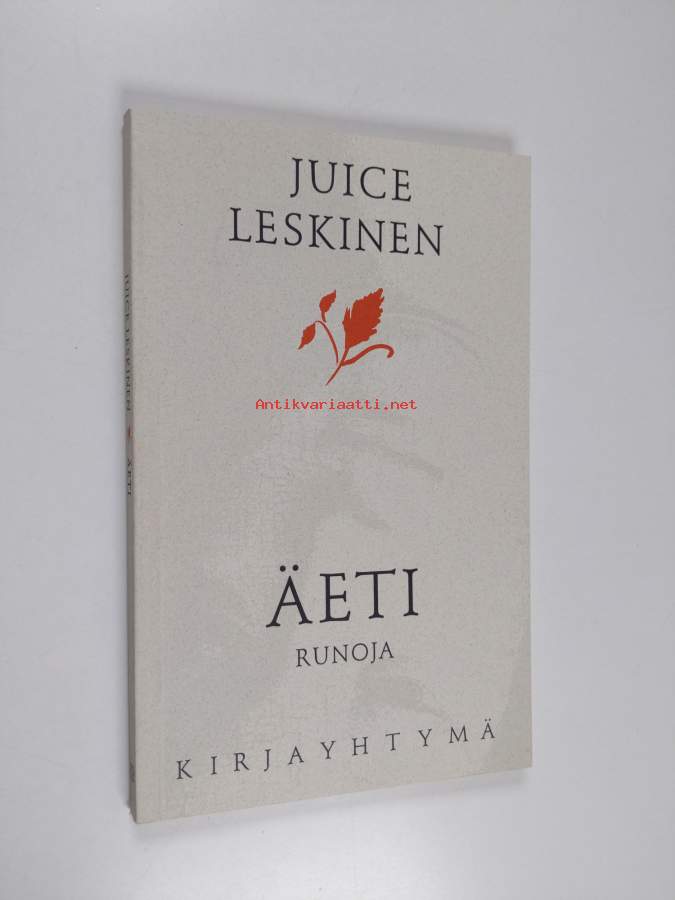 JUICE
LESKINEN
Antikvariaatti.net
ÄETI
RUNOJA
KIRJAYHTYMÄ
JUICE LESKINEN ÄETI